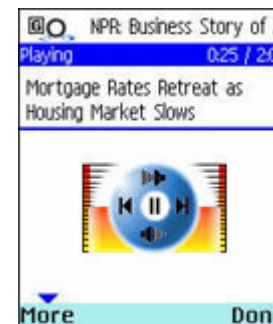 NPR: Business Story of
Playing 0:25 / 2:0
Mortgage Rates Retreat as
Housing Market Slows
More Don